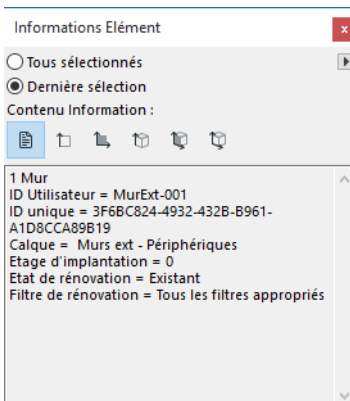 Informations Elément
x
Tous sélectionnés
Dernière sélection
Contenu Information :
1 Mur
ID Utilisateur = MurExt-001
ID unique = 3F6BC824-4932-432B-B961-
A1D8CCA89B19
Calque = Murs ext - Périphériques
Etage d'implantation = 0
Etat de rénovation = Existant
Filtre de rénovation = Tous les filtres appropriés